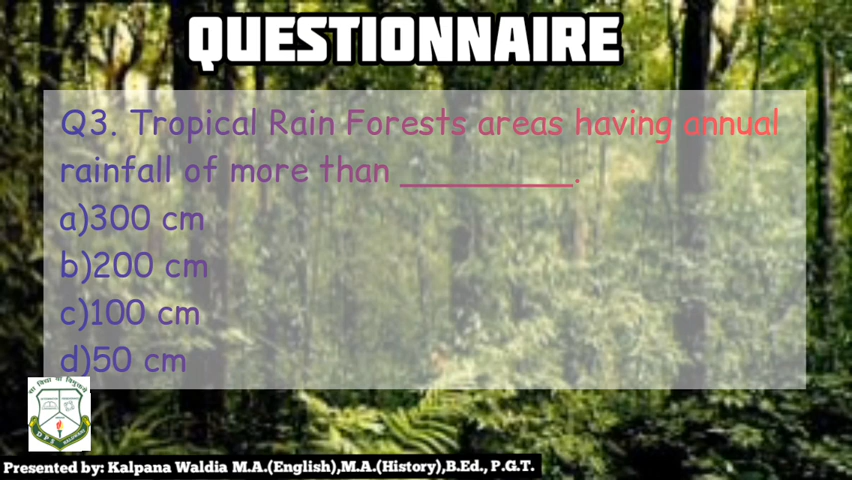 QUESTIONNAIRE
Q3. Tropical Rain Forests areas having annual
rainfall of more than __________.
a)300 cm
b)200 cm
c)100 cm
d)50 cm
Presented by: Kalpana Waldia M.A.(English),M.A.(History),B.Ed., P.G.T.